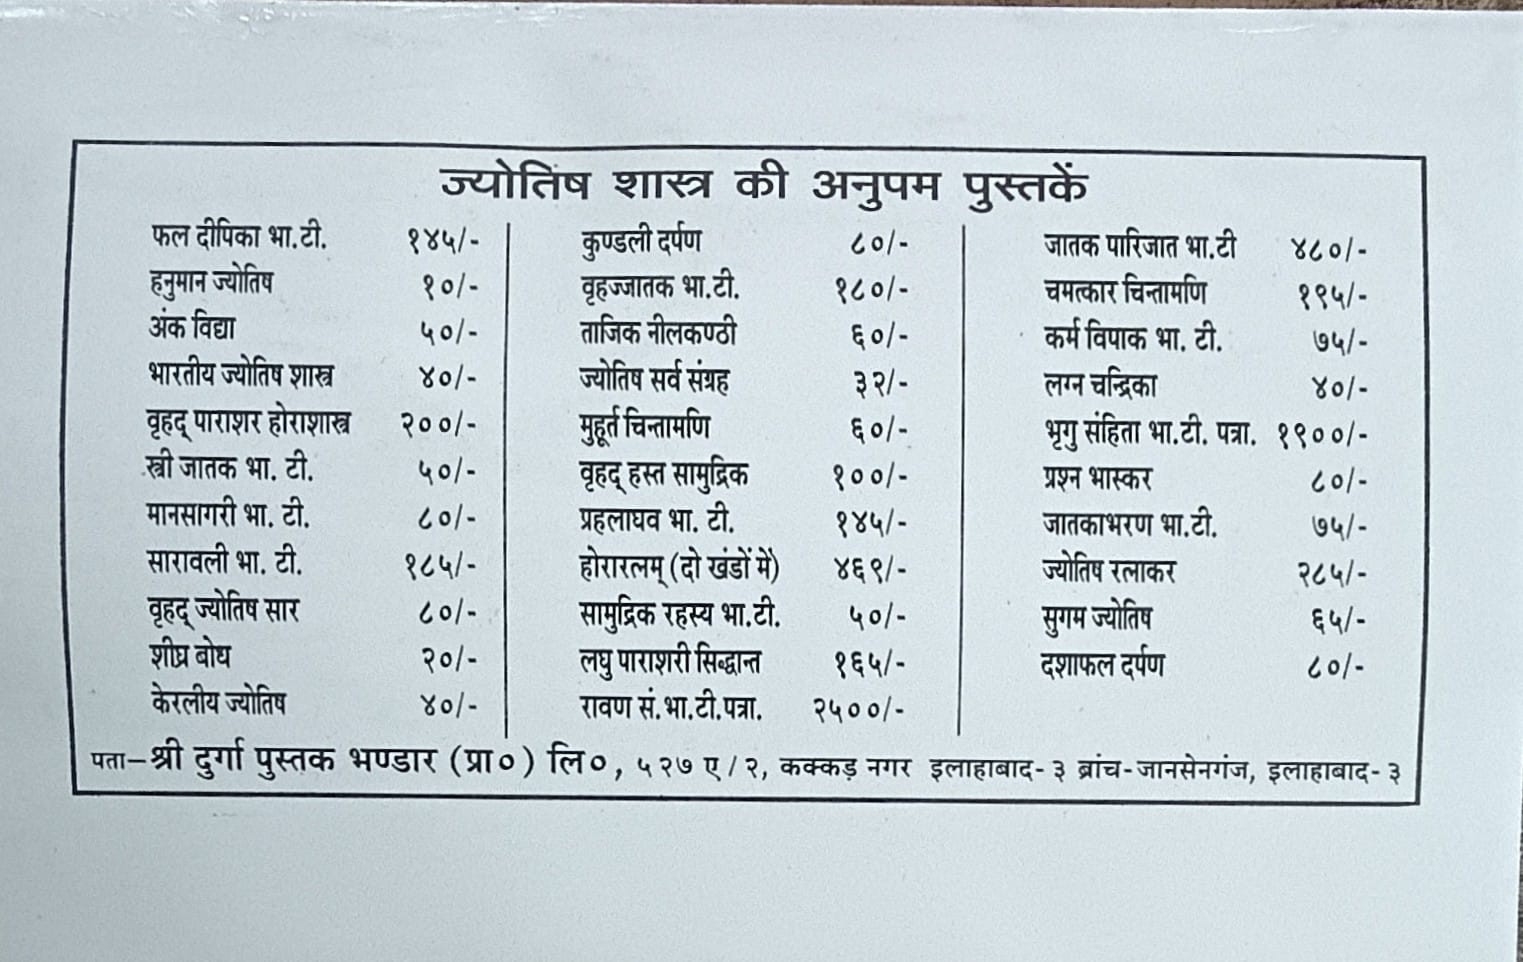 ज्योतिष शास्त्र की अनुपम पुस्तकें
फल दीपिका भा.टी. १४५/-
हनुमान ज्योतिष १०/-
अंक विद्या ५०/-
भारतीय ज्योतिष शास्त्र ४०/-
वृहद् पाराशर होराशास्त्र २००/-
स्त्री जातक भा. टी. ५०/-
मानसागरी भा. टी. ८०/-
सारावली भा. टी. १८५/-
वृहद् ज्योतिष सार ८०/-
शीघ्र बोध २०/-
केरलीय ज्योतिष ४०/-
कुण्डली दर्पण ८०/-
वृहज्जातक भा.टी. १८०/-
ताजिक नीलकण्ठी ६०/-
ज्योतिष सर्व संग्रह ३२/-
मुहूर्त चिन्तामणि ६०/-
वृहद् हस्त सामुद्रिक १००/-
प्रहलाघव भा. टी. १४५/-
होरारलम् (दो खंडों में) ४६९/-
सामुद्रिक रहस्य भा.टी. ५०/-
लघु पाराशरी सिद्धान्त १६५/-
रावण सं.भा.टी.पत्रा. २५००/-
जातक पारिजात भा.टी ४८०/-
चमत्कार चिन्तामणि १९५/-
कर्म विपाक भा. टी. ७५/-
लग्न चन्द्रिका ४०/-
भृगु संहिता भा.टी. पत्रा. १९००/-
प्रश्न भास्कर ८०/-
जातकाभरण भा.टी. ७५/-
ज्योतिष रलाकर २८५/-
सुगम ज्योतिष ६५/-
दशाफल दर्पण ८०/-
पता–श्री दुर्गा पुस्तक भण्डार (प्रा०) लि०, ५२७ ए/२, कक्कड़ नगर इलाहाबाद-३ ब्रांच-जानसेनगंज, इलाहाबाद-३